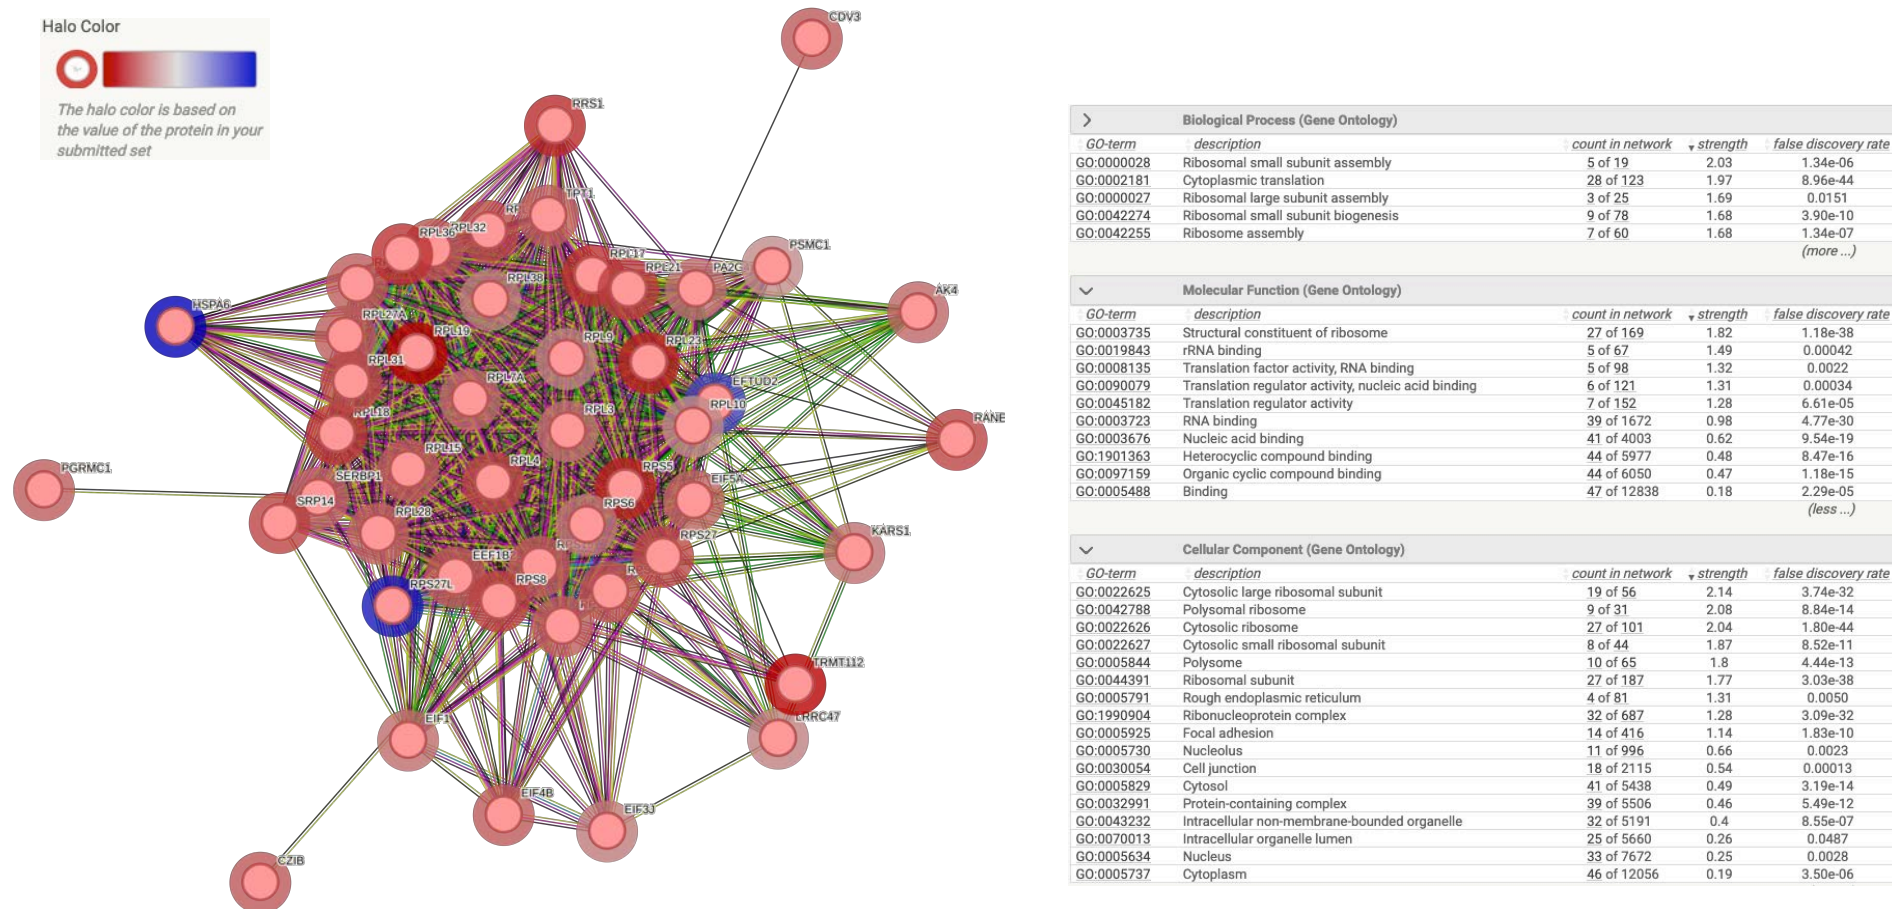 Halo Color
The halo color is based on
the value of the protein in your
submitted set
CDV3
RRS1
TPT1
RPL36
RPL32
RPL17
RPL21
PA2G
PSMC1
HSPA6
RPL38
AK4
RPL27A
RPL19
RPL9
RPL23
RPL31
RPL7A
EFTUD2
RPL10
RPL18
RPL3
RANE
RPL15
RPL4
RPS5
PGRMC1
SERBP1
EIF5A
SRP14
RPS6
RPL28
RPS27
KARS1
EEF1B
RPS27L
RPS8
TRMT112
EIF1
LRRC47
EIF4B
EIF3J
CZIB
Biological Process (Gene Ontology)
GO-term description count in network strength false discovery rate
GO:0000028 Ribosomal small subunit assembly 5 of 19 2.03 1.34e-06
GO:0002181 Cytoplasmic translation 28 of 123 1.97 8.96e-44
GO:0000027 Ribosomal large subunit assembly 3 of 25 1.69 0.0151
GO:0042274 Ribosomal small subunit biogenesis 9 of 78 1.68 3.90e-10
GO:0042255 Ribosome assembly 7 of 60 1.68 1.34e-07
(more ...)
Molecular Function (Gene Ontology)
GO-term description count in network strength false discovery rate
GO:0003735 Structural constituent of ribosome 27 of 169 1.82 1.18e-38
GO:0019843 rRNA binding 5 of 67 1.49 0.00042
GO:0008135 Translation factor activity, RNA binding 5 of 98 1.32 0.0022
GO:0090079 Translation regulator activity, nucleic acid binding 6 of 121 1.31 0.00034
GO:0045182 Translation regulator activity 7 of 152 1.28 6.61e-05
GO:0003723 RNA binding 39 of 1672 0.98 4.77e-30
GO:0003676 Nucleic acid binding 41 of 4003 0.62 9.54e-19
GO:1901363 Heterocyclic compound binding 44 of 5977 0.48 8.47e-16
GO:0097159 Organic cyclic compound binding 44 of 6050 0.47 1.18e-15
GO:0005488 Binding 47 of 12838 0.18 2.29e-05
(less ...)
Cellular Component (Gene Ontology)
GO-term description count in network strength false discovery rate
GO:0022625 Cytosolic large ribosomal subunit 19 of 56 2.14 3.74e-32
GO:0042788 Polysomal ribosome 9 of 31 2.08 8.84e-14
GO:0022626 Cytosolic ribosome 27 of 101 2.04 1.80e-44
GO:0022627 Cytosolic small ribosomal subunit 8 of 44 1.87 8.52e-11
GO:0005844 Polysome 10 of 65 1.8 4.44e-13
GO:0044391 Ribosomal subunit 27 of 187 1.77 3.03e-38
GO:0005791 Rough endoplasmic reticulum 4 of 81 1.31 0.0050
GO:1990904 Ribonucleoprotein complex 32 of 687 1.28 3.09e-32
GO:0005925 Focal adhesion 14 of 416 1.14 1.83e-10
GO:0005730 Nucleolus 11 of 996 0.66 0.0023
GO:0030054 Cell junction 18 of 2115 0.54 0.00013
GO:0005829 Cytosol 41 of 5438 0.49 3.19e-14
GO:0032991 Protein-containing complex 39 of 5506 0.46 5.49e-12
GO:0043232 Intracellular non-membrane-bounded organelle 32 of 5191 0.4 8.55e-07
GO:0070013 Intracellular organelle lumen 25 of 5660 0.26 0.0487
GO:0005634 Nucleus 33 of 7672 0.25 0.0028
GO:0005737 Cytoplasm 46 of 12056 0.19 3.50e-06